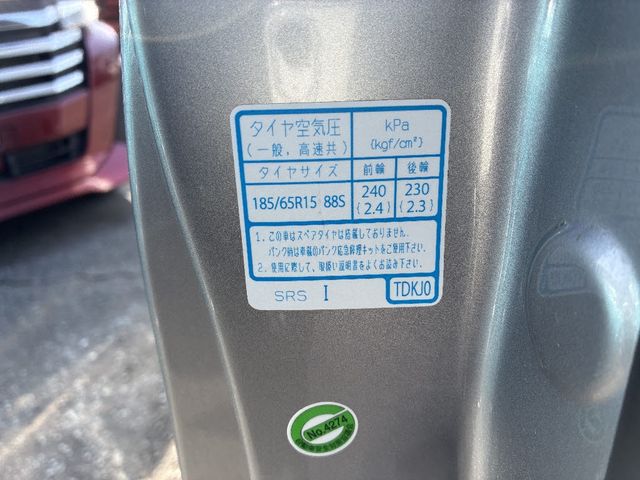 タイヤ空気圧 kPa
(一般，高速共) (kgf/cm²)
タイヤサイズ 前輪 後輪
185/65R15 88S 240 230
(2.4) (2.3)
1．この車はスペアタイヤは搭載しておりません．
パンク時は車載のパンク応急修理キットをご使用下さい．
2．使用に際して、取扱い説明書をよくお読み下さい．
SRS I TDKJ0
No.4274